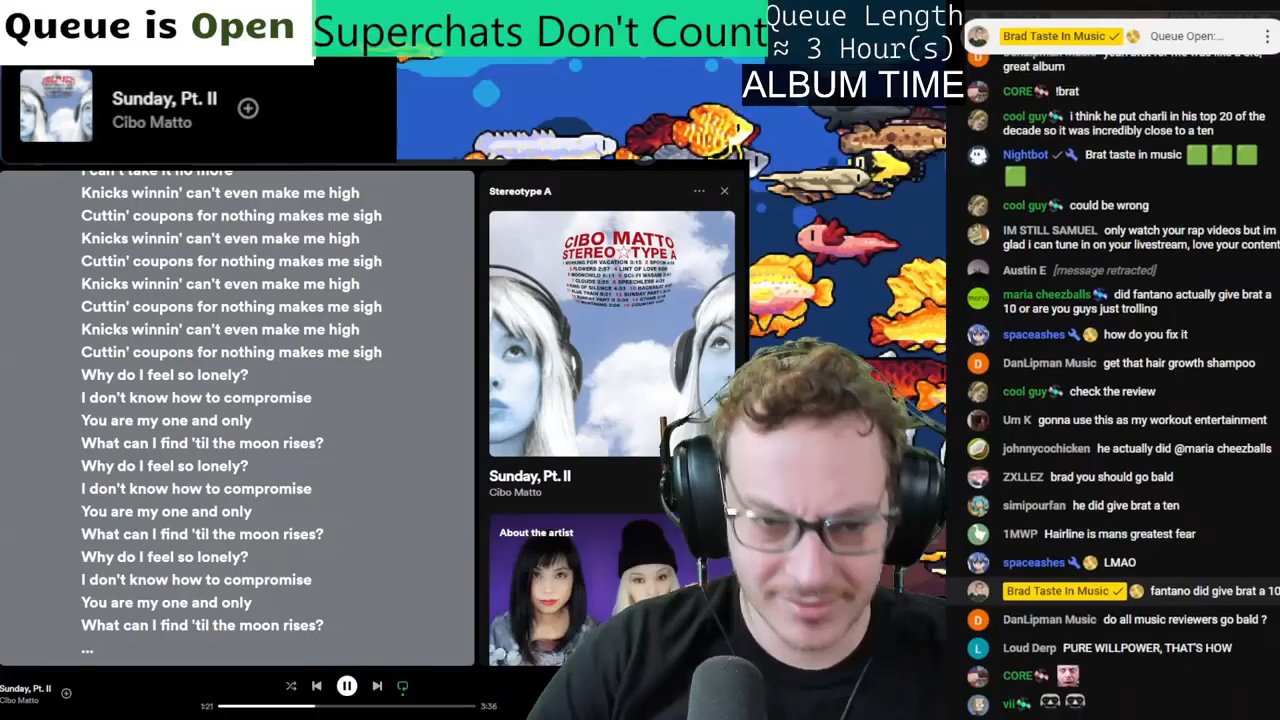 Queue is Open
Superchats Don't Count
Queue Length
≈ 3 Hour(s)
ALBUM TIME
Sunday, Pt. II
Cibo Matto
I can't take it no more
Knicks winnin' can't even make me high
Cuttin' coupons for nothing makes me sigh
Knicks winnin' can't even make me high
Cuttin' coupons for nothing makes me sigh
Knicks winnin' can't even make me high
Cuttin' coupons for nothing makes me sigh
Knicks winnin' can't even make me high
Cuttin' coupons for nothing makes me sigh
Why do I feel so lonely?
I don't know how to compromise
You are my one and only
What can I find 'til the moon rises?
Why do I feel so lonely?
I don't know how to compromise
You are my one and only
What can I find 'til the moon rises?
Why do I feel so lonely?
I don't know how to compromise
You are my one and only
What can I find 'til the moon rises?
...
Stereotype A
CIBO MATTO
STEREO☆TYPE A
Sunday, Pt. II
Cibo Matto
About the artist
Sunday, Pt. II
Cibo Matto
1:21
3:36
Brad Taste In Music Queue Open:...
great album
CORE !brat
cool guy i think he put charli in his top 20 of the
decade so it was incredibly close to a ten
Nightbot Brat taste in music
cool guy could be wrong
IM STILL SAMUEL only watch your rap videos but im
glad i can tune in on your livestream, love your content
Austin E [message retracted]
maria cheezballs did fantano actually give brat a
10 or are you guys just trolling
spaceashes how do you fix it
DanLipman Music get that hair growth shampoo
cool guy check the review
Um K gonna use this as my workout entertainment
johnnycochicken he actually did @maria cheezballs
ZXLLEZ brad you should go bald
simipourfan he did give brat a ten
1MWP Hairline is mans greatest fear
spaceashes LMAO
Brad Taste In Music fantano did give brat a 10
DanLipman Music do all music reviewers go bald ?
Loud Derp PURE WILLPOWER, THAT'S HOW
CORE
vii